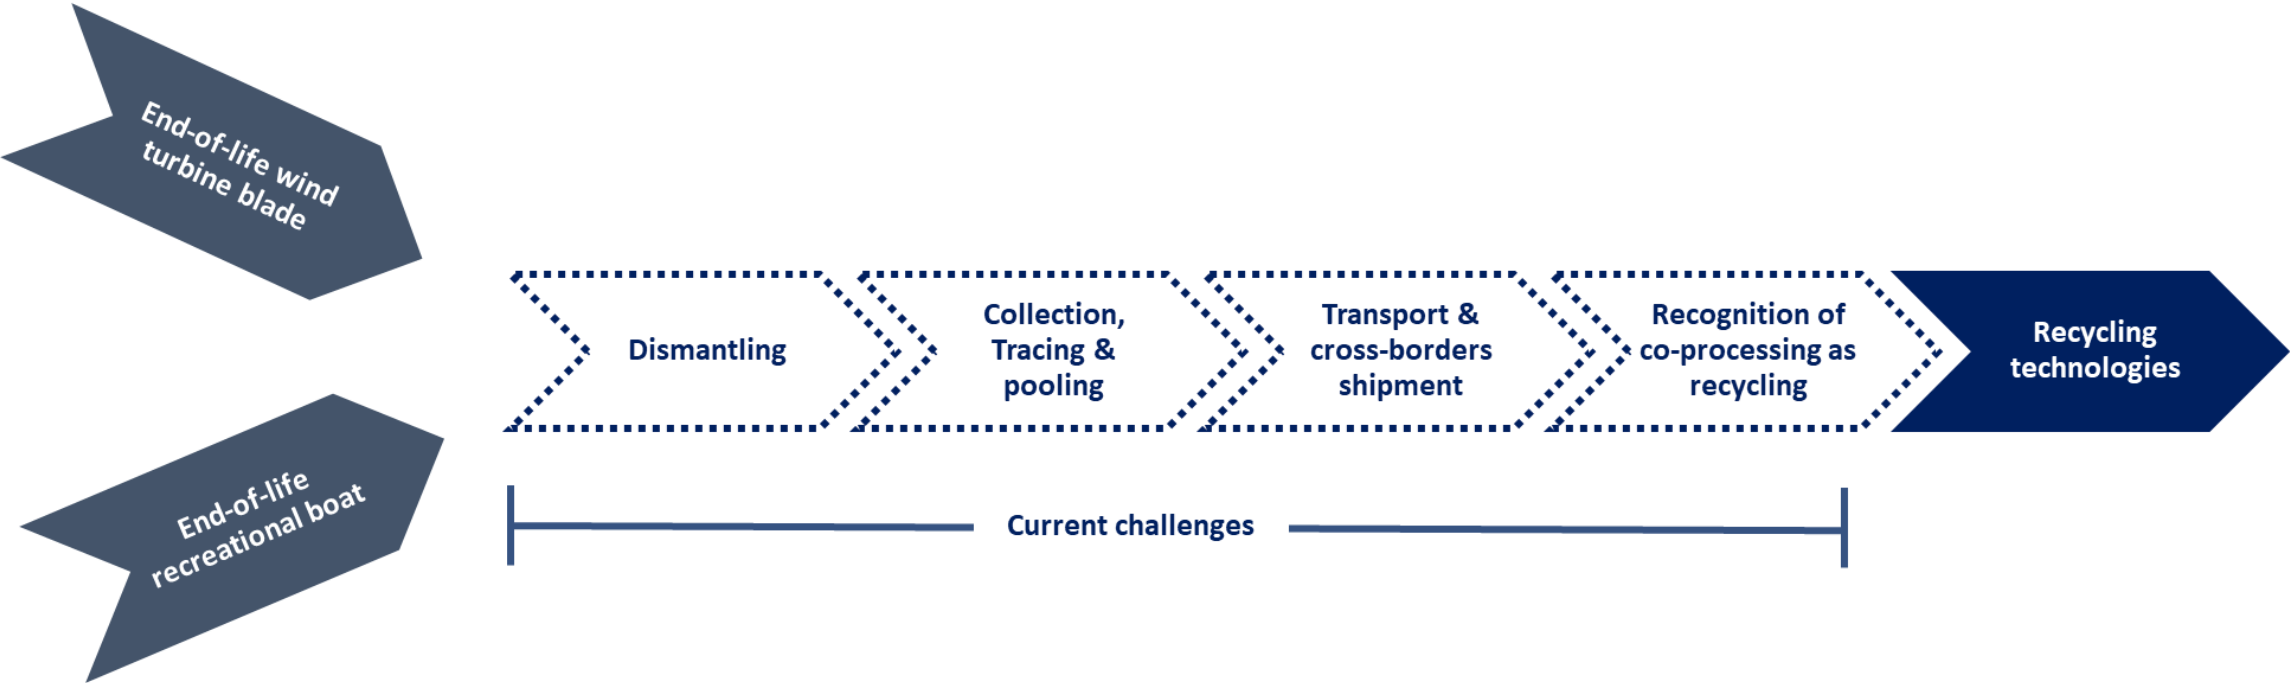 End-of-life wind
turbine blade
End-of-life
recreational boat
Dismantling
Collection,
Tracing &
pooling
Transport &
cross-borders
shipment
Recognition of
co-processing as
recycling
Recycling
technologies
Current challenges